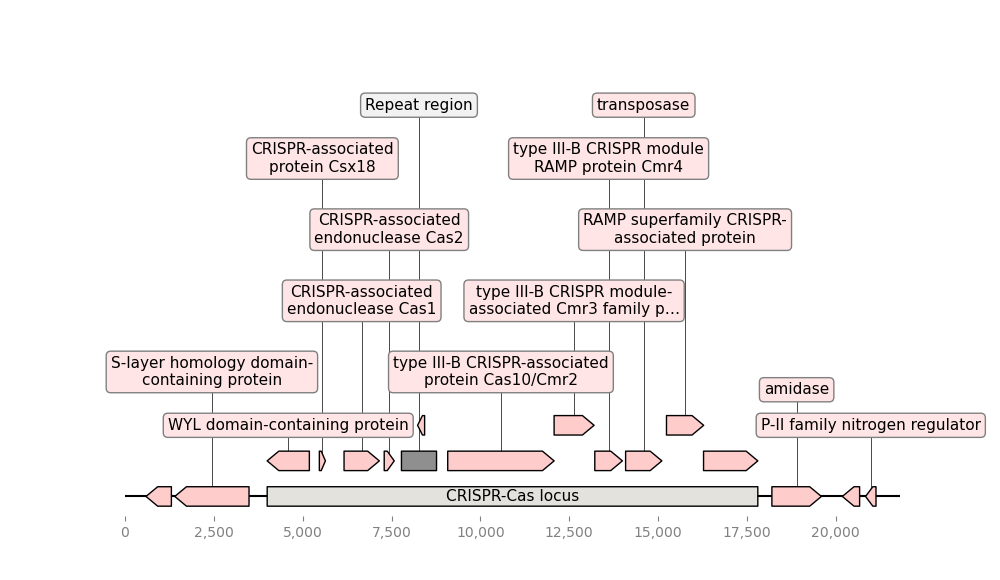 Repeat region
transposase
CRISPR-associated
protein Csx18
type III-B CRISPR module
RAMP protein Cmr4
CRISPR-associated
endonuclease Cas2
RAMP superfamily CRISPR-
associated protein
CRISPR-associated
endonuclease Cas1
type III-B CRISPR module-
associated Cmr3 family p...
S-layer homology domain-
containing protein
type III-B CRISPR-associated
protein Cas10/Cmr2
amidase
WYL domain-containing protein
P-II family nitrogen regulator
CRISPR-Cas locus
0 2,500 5,000 7,500 10,000 12,500 15,000 17,500 20,000